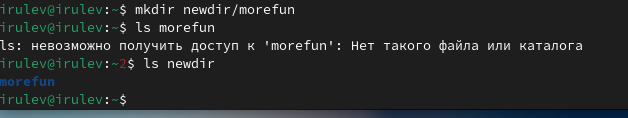 irulev@irulev:~$ mkdir newdir/morefun
irulev@irulev:~$ ls morefun
ls: невозможно получить доступ к 'morefun': Нет такого файла или каталога
irulev@irulev:~2$ ls newdir
morefun
irulev@irulev:~$